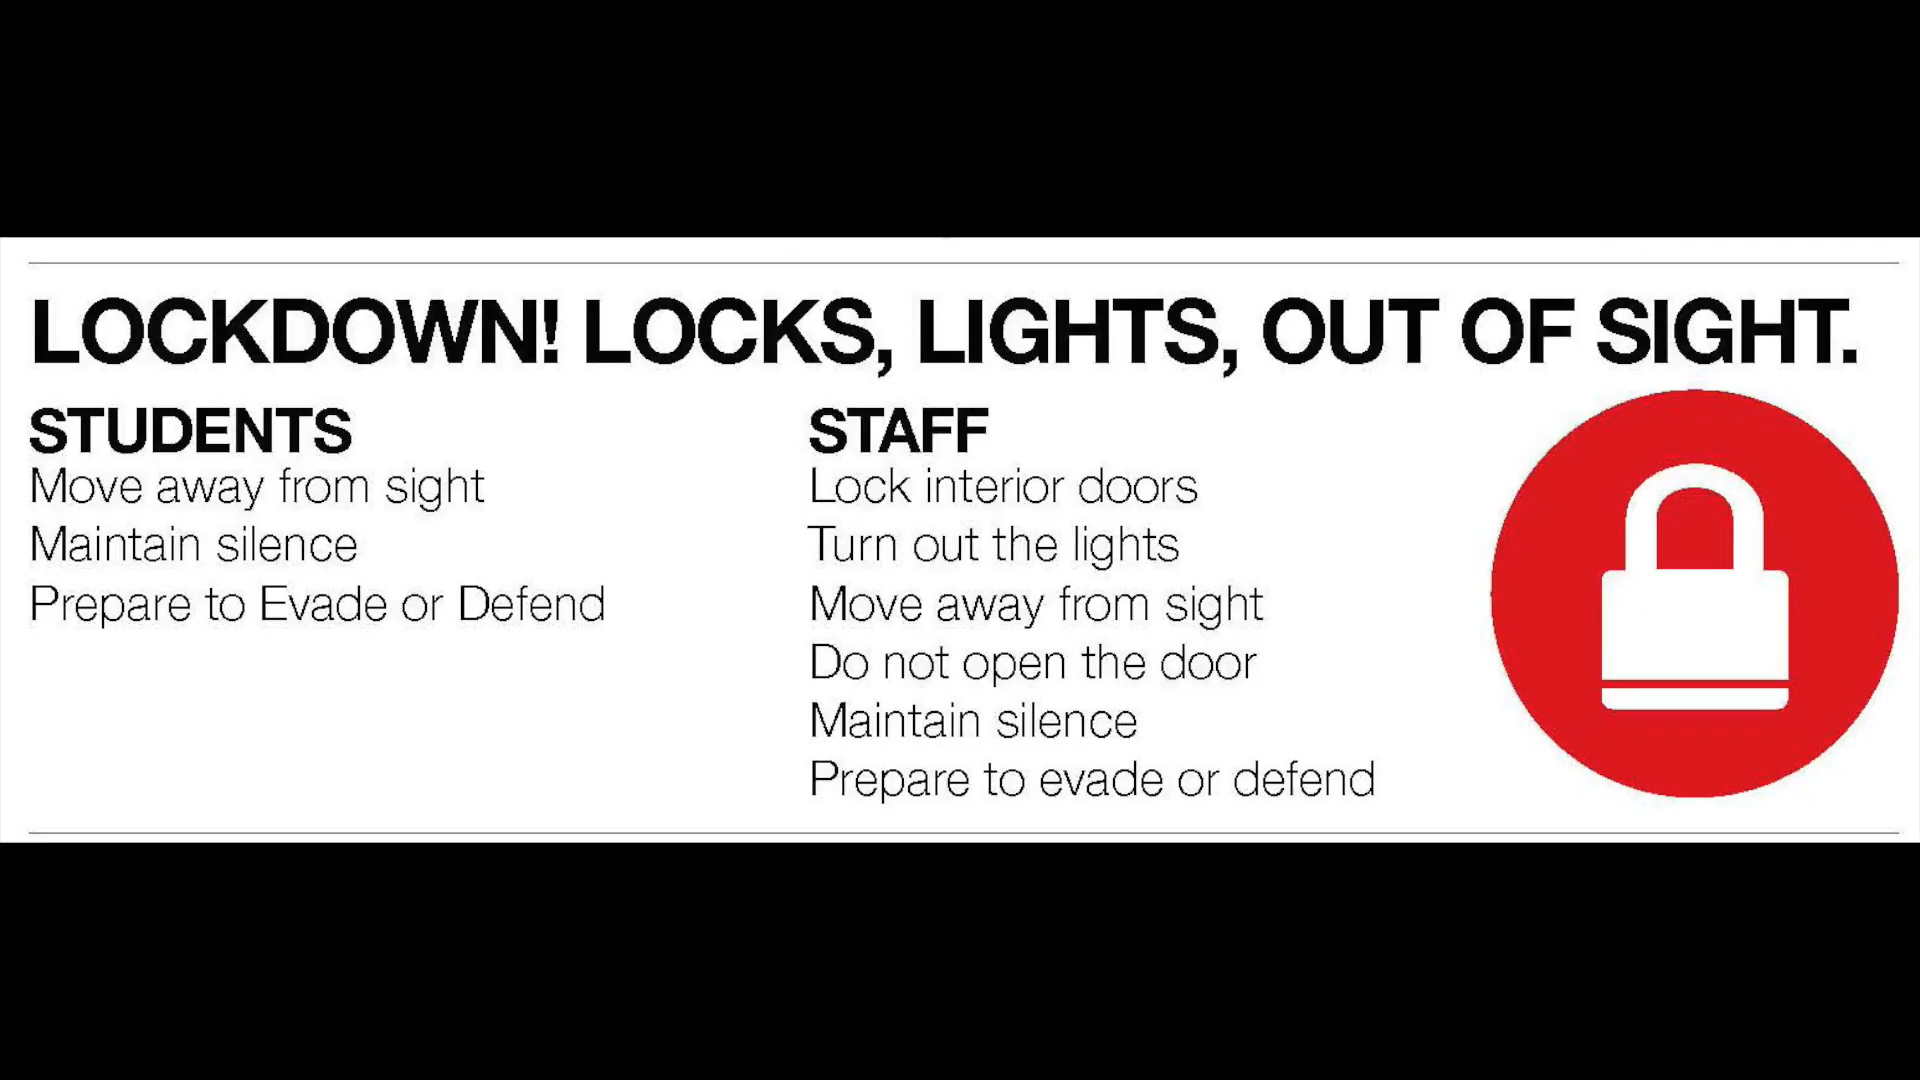 LOCKDOWN! LOCKS, LIGHTS, OUT OF SIGHT.
STUDENTS
Move away from sight
Maintain silence
Prepare to Evade or Defend
STAFF
Lock interior doors
Turn out the lights
Move away from sight
Do not open the door
Maintain silence
Prepare to evade or defend